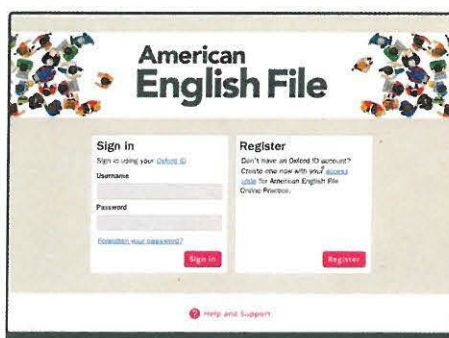 American
English File
Sign in
Sign in using your Oxford ID
Username
Password
Forgotten your password?
Sign in
Register
Don't have an Oxford ID account?
Create one now with your access
code for American English File
Online Practice.
Register
Help and Support